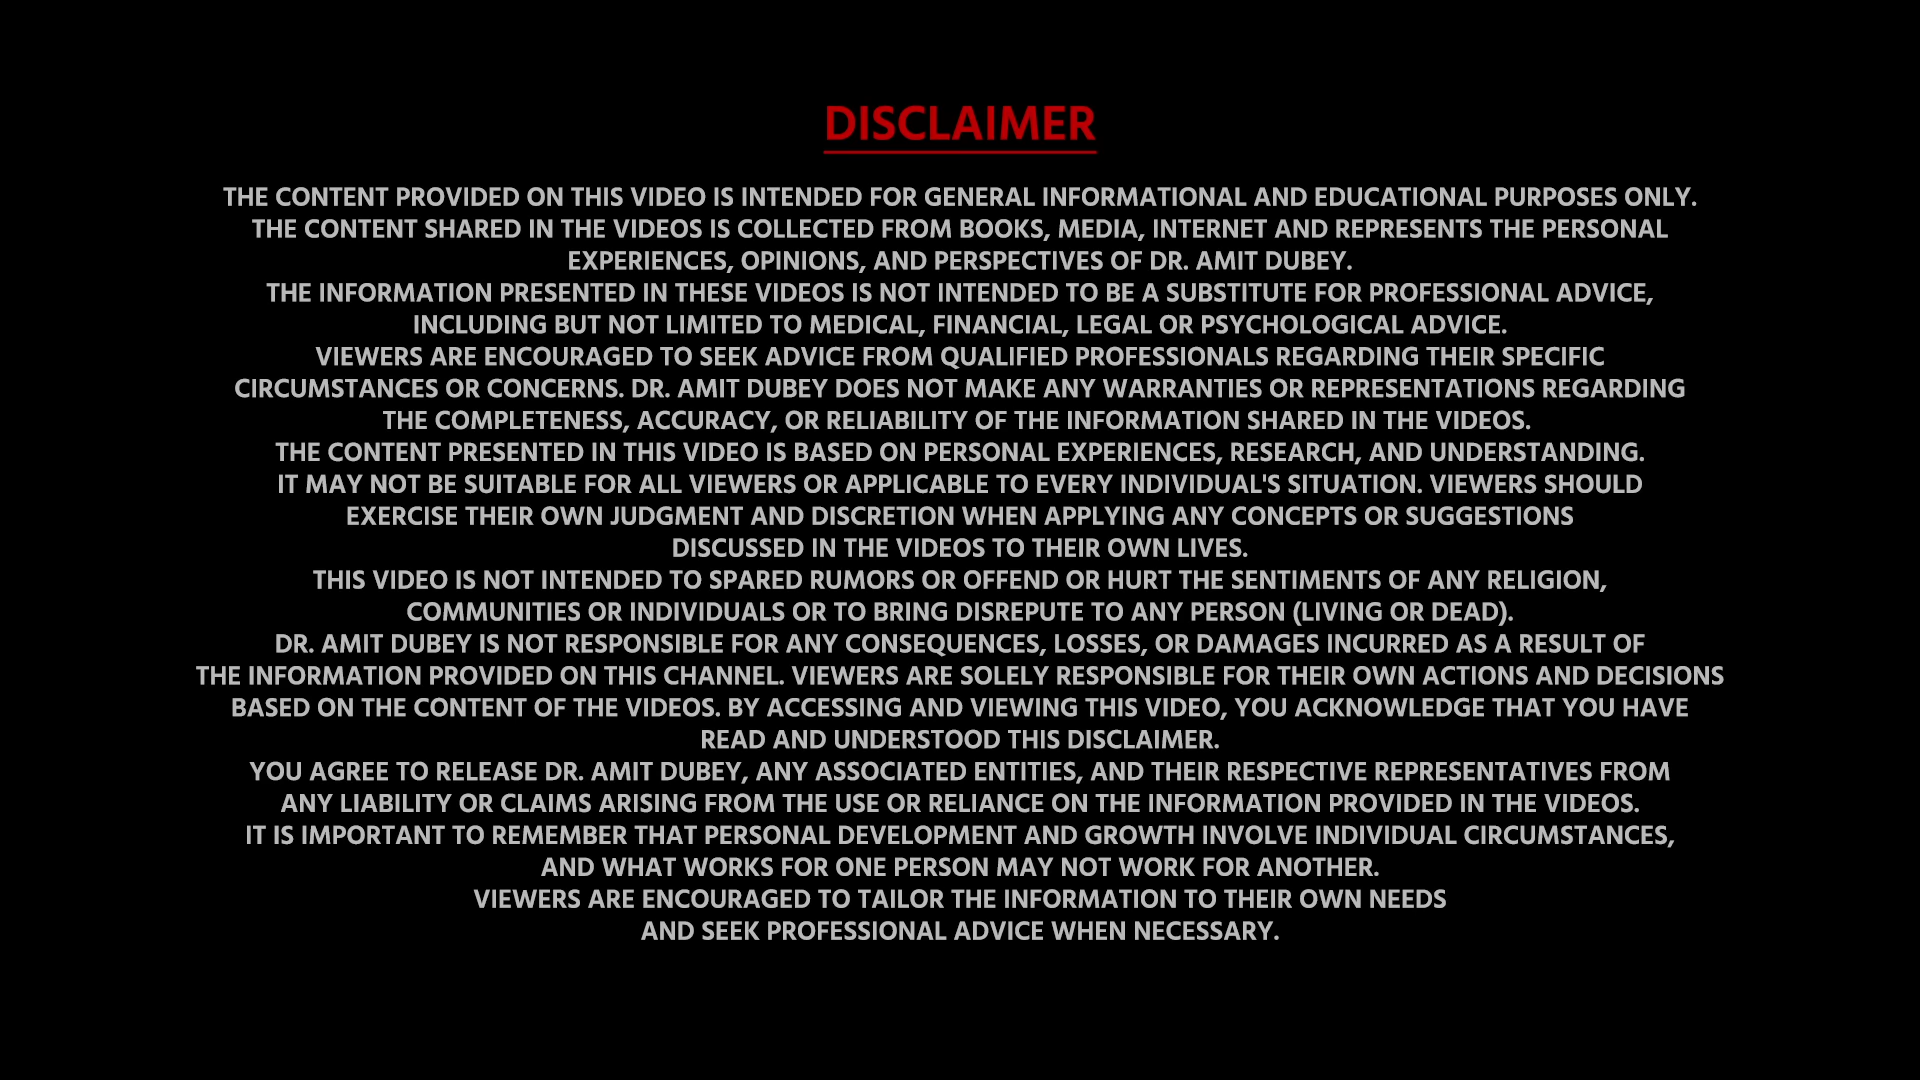 DISCLAIMER
THE CONTENT PROVIDED ON THIS VIDEO IS INTENDED FOR GENERAL INFORMATIONAL AND EDUCATIONAL PURPOSES ONLY.
THE CONTENT SHARED IN THE VIDEOS IS COLLECTED FROM BOOKS, MEDIA, INTERNET AND REPRESENTS THE PERSONAL
EXPERIENCES, OPINIONS, AND PERSPECTIVES OF DR. AMIT DUBEY.
THE INFORMATION PRESENTED IN THESE VIDEOS IS NOT INTENDED TO BE A SUBSTITUTE FOR PROFESSIONAL ADVICE,
INCLUDING BUT NOT LIMITED TO MEDICAL, FINANCIAL, LEGAL OR PSYCHOLOGICAL ADVICE.
VIEWERS ARE ENCOURAGED TO SEEK ADVICE FROM QUALIFIED PROFESSIONALS REGARDING THEIR SPECIFIC
CIRCUMSTANCES OR CONCERNS. DR. AMIT DUBEY DOES NOT MAKE ANY WARRANTIES OR REPRESENTATIONS REGARDING
THE COMPLETENESS, ACCURACY, OR RELIABILITY OF THE INFORMATION SHARED IN THE VIDEOS.
THE CONTENT PRESENTED IN THIS VIDEO IS BASED ON PERSONAL EXPERIENCES, RESEARCH, AND UNDERSTANDING.
IT MAY NOT BE SUITABLE FOR ALL VIEWERS OR APPLICABLE TO EVERY INDIVIDUAL'S SITUATION. VIEWERS SHOULD
EXERCISE THEIR OWN JUDGMENT AND DISCRETION WHEN APPLYING ANY CONCEPTS OR SUGGESTIONS
DISCUSSED IN THE VIDEOS TO THEIR OWN LIVES.
THIS VIDEO IS NOT INTENDED TO SPARED RUMORS OR OFFEND OR HURT THE SENTIMENTS OF ANY RELIGION,
COMMUNITIES OR INDIVIDUALS OR TO BRING DISREPUTE TO ANY PERSON (LIVING OR DEAD).
DR. AMIT DUBEY IS NOT RESPONSIBLE FOR ANY CONSEQUENCES, LOSSES, OR DAMAGES INCURRED AS A RESULT OF
THE INFORMATION PROVIDED ON THIS CHANNEL. VIEWERS ARE SOLELY RESPONSIBLE FOR THEIR OWN ACTIONS AND DECISIONS
BASED ON THE CONTENT OF THE VIDEOS. BY ACCESSING AND VIEWING THIS VIDEO, YOU ACKNOWLEDGE THAT YOU HAVE
READ AND UNDERSTOOD THIS DISCLAIMER.
YOU AGREE TO RELEASE DR. AMIT DUBEY, ANY ASSOCIATED ENTITIES, AND THEIR RESPECTIVE REPRESENTATIVES FROM
ANY LIABILITY OR CLAIMS ARISING FROM THE USE OR RELIANCE ON THE INFORMATION PROVIDED IN THE VIDEOS.
IT IS IMPORTANT TO REMEMBER THAT PERSONAL DEVELOPMENT AND GROWTH INVOLVE INDIVIDUAL CIRCUMSTANCES,
AND WHAT WORKS FOR ONE PERSON MAY NOT WORK FOR ANOTHER.
VIEWERS ARE ENCOURAGED TO TAILOR THE INFORMATION TO THEIR OWN NEEDS
AND SEEK PROFESSIONAL ADVICE WHEN NECESSARY.